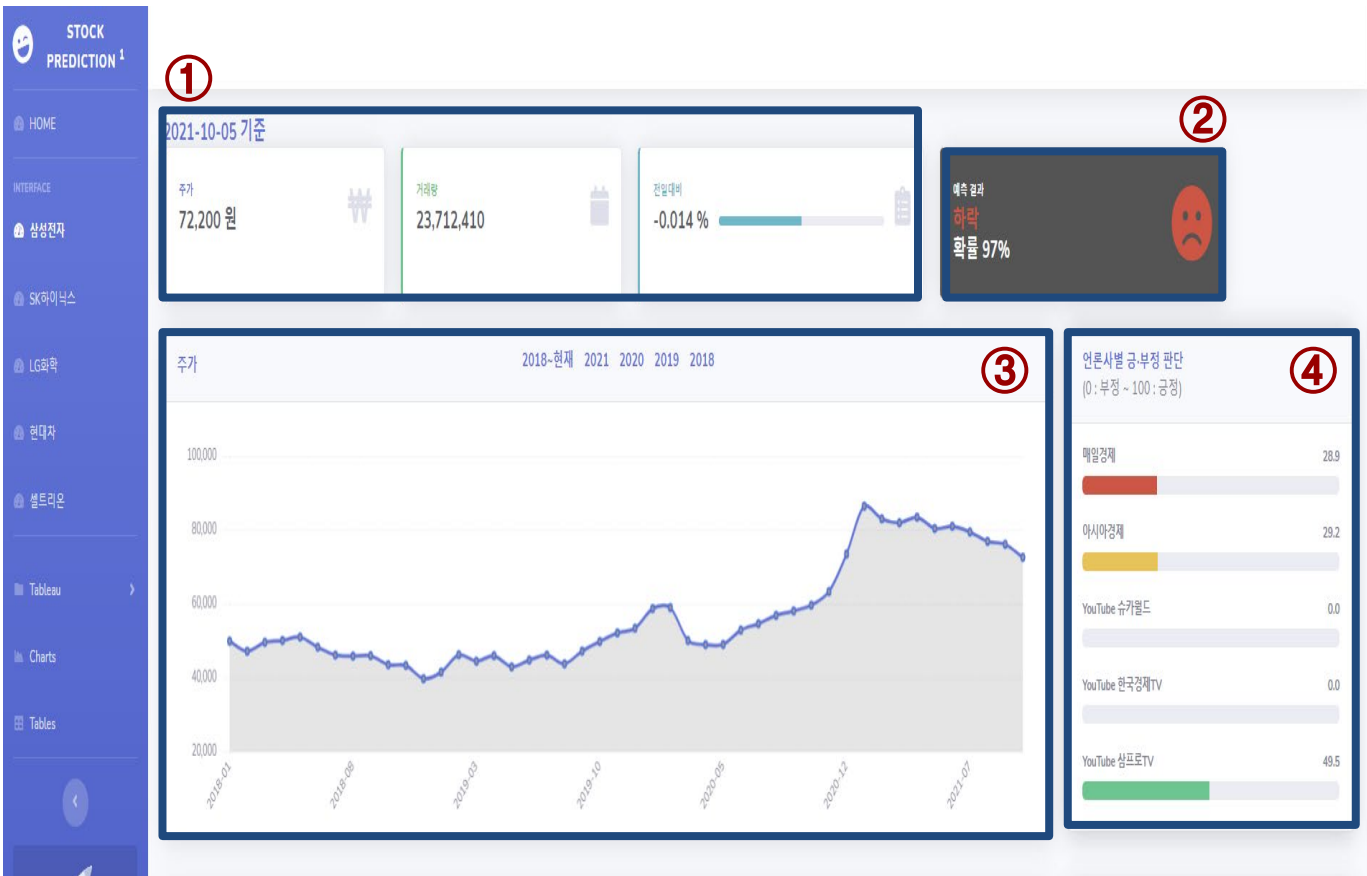 STOCK
PREDICTION 1
HOME
INTERFACE
삼성전자
SK하이닉스
LG화학
현대차
셀트리온
Tableau
Charts
Tables
①
2021-10-05 기준
주가
72,200 원
거래량
23,712,410
전일대비
-0.014 %
②
예측 결과
하락
확률 97%
주가
2018~현재 2021 2020 2019 2018
③
100,000
80,000
60,000
40,000
20,000
2018-01
2018-08
2019-03
2019-10
2020-05
2020-12
2021-07
언론사별 긍·부정 판단
(0 : 부정 ~ 100 : 긍정)
④
매일경제 28.9
아시아경제 29.2
YouTube 슈카월드 0.0
YouTube 한국경제TV 0.0
YouTube 삼프로TV 49.5